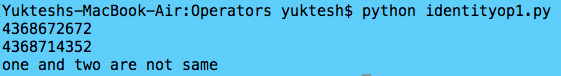 Yukteshs-MacBook-Air:Operators yuktesh$ python identityop1.py
4368672672
4368714352
one and two are not same